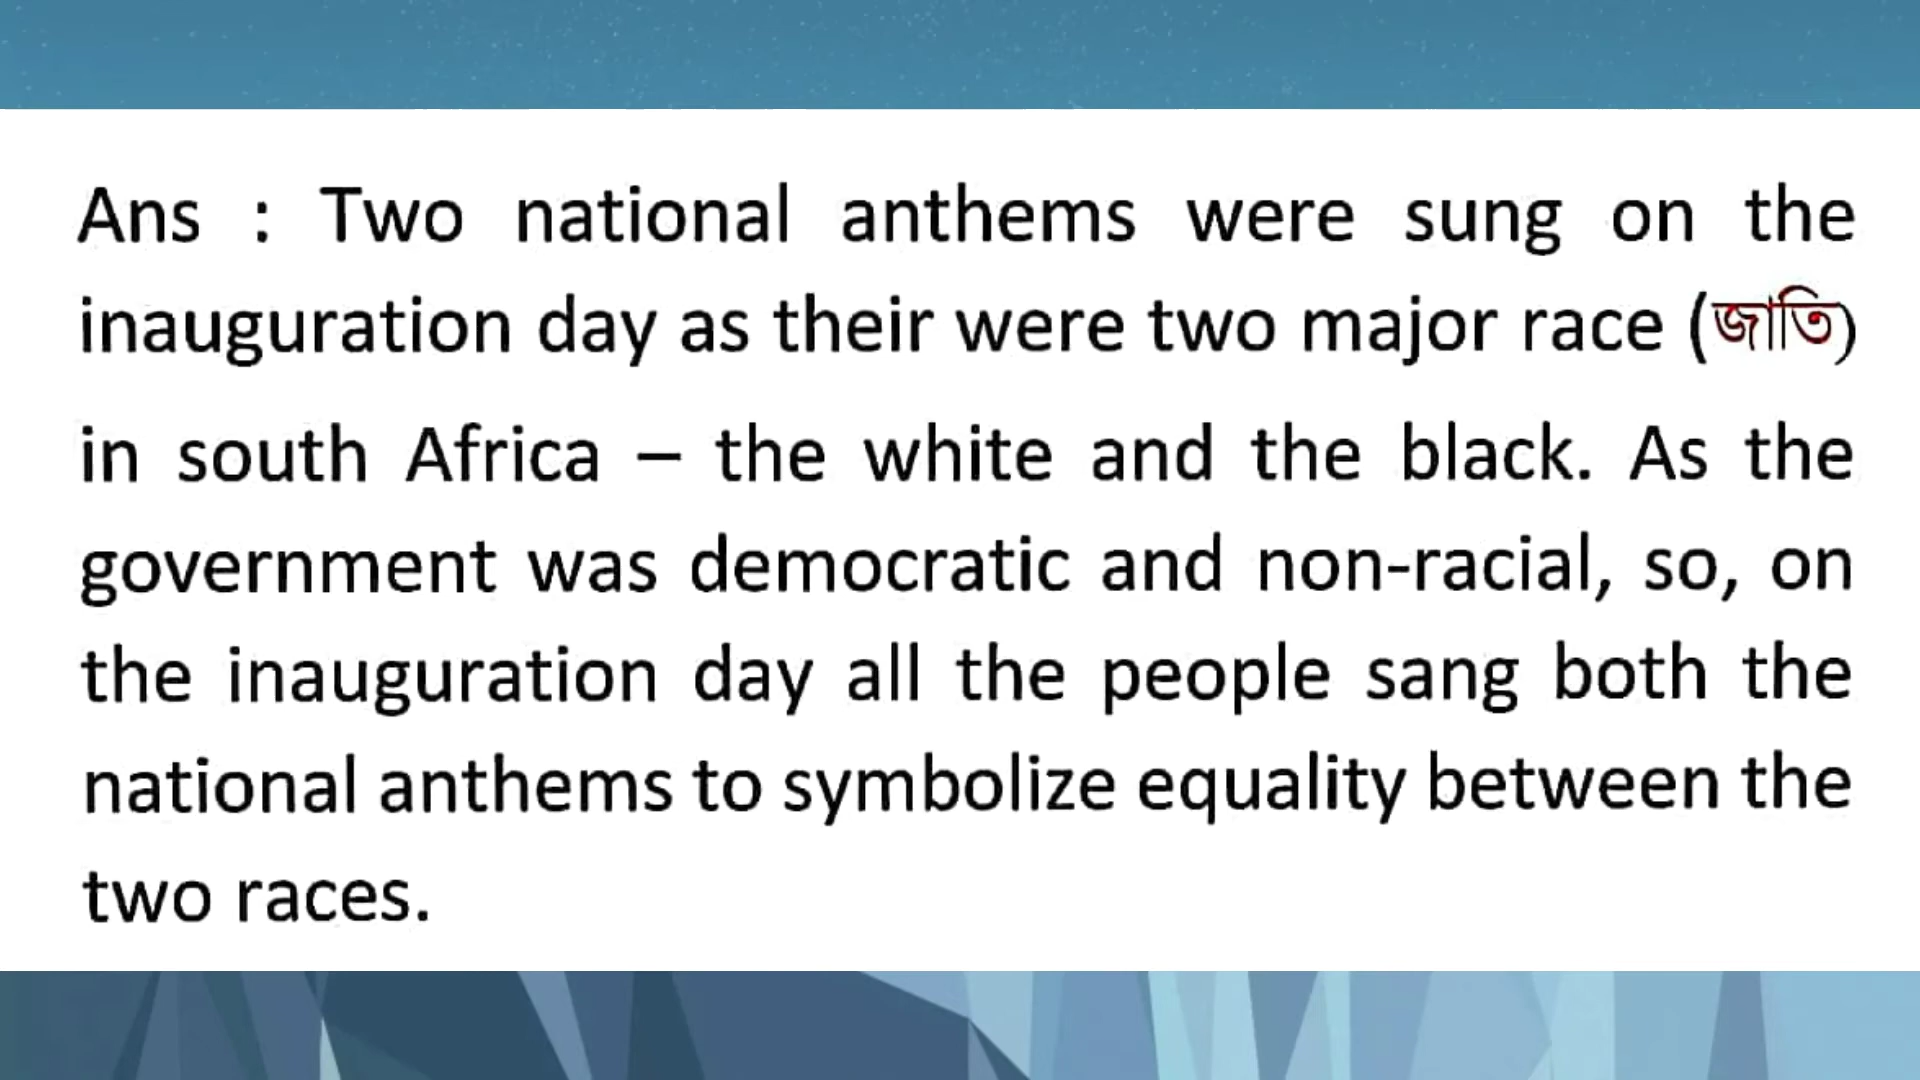 Ans : Two national anthems were sung on the
inauguration day as their were two major race (জাতি)
in south Africa – the white and the black. As the
government was democratic and non-racial, so, on
the inauguration day all the people sang both the
national anthems to symbolize equality between the
two races.